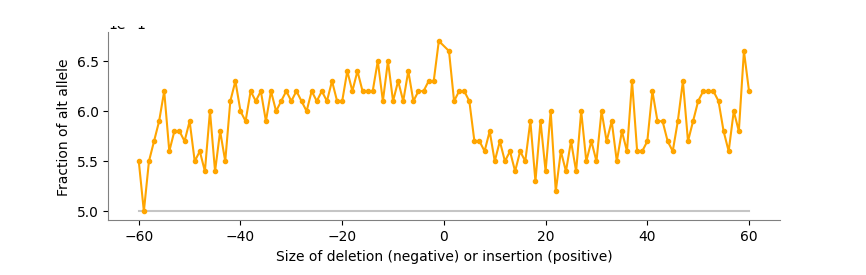 6.5
6.0
5.5
5.0
Fraction of alt allele
−60 −40 −20 0 20 40 60
Size of deletion (negative) or insertion (positive)